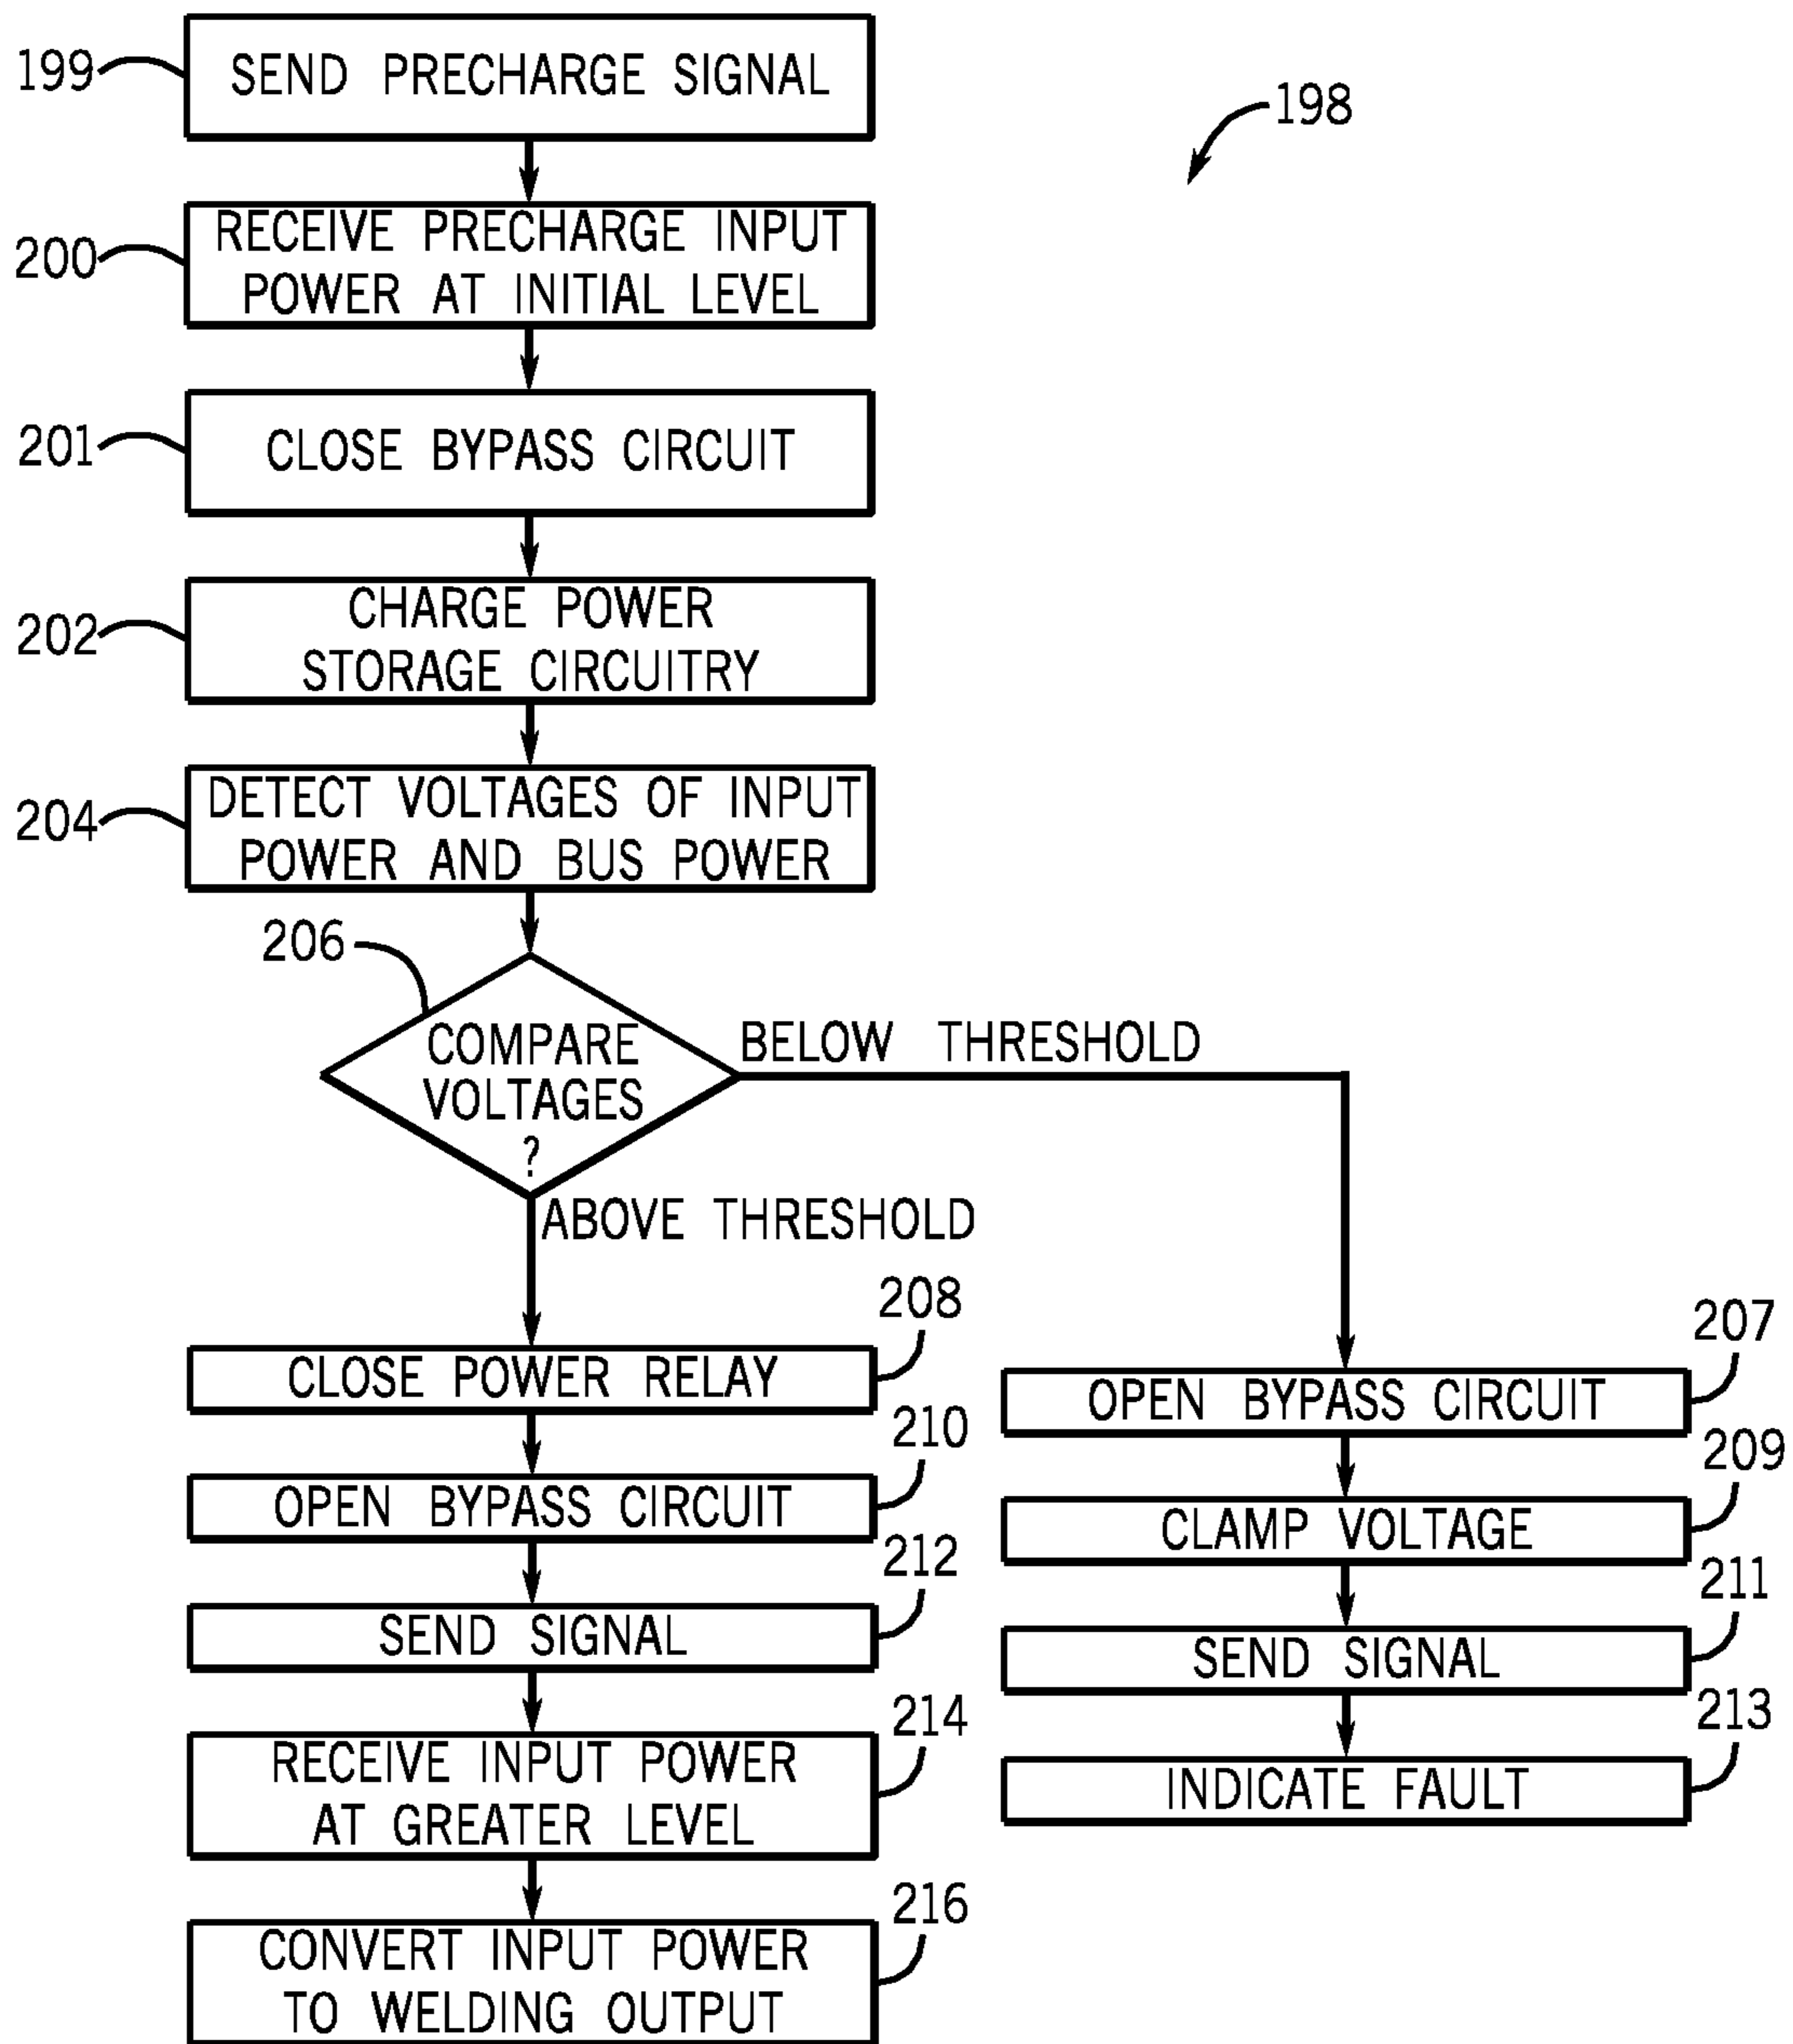 199
SEND PRECHARGE SIGNAL
198
200
RECEIVE PRECHARGE INPUT
POWER AT INITIAL LEVEL
201
CLOSE BYPASS CIRCUIT
202
CHARGE POWER
STORAGE CIRCUITRY
204
DETECT VOLTAGES OF INPUT
POWER AND BUS POWER
206
COMPARE
VOLTAGES
?
BELOW THRESHOLD
ABOVE THRESHOLD
208
CLOSE POWER RELAY
210
OPEN BYPASS CIRCUIT
212
SEND SIGNAL
214
RECEIVE INPUT POWER
AT GREATER LEVEL
216
CONVERT INPUT POWER
TO WELDING OUTPUT
207
OPEN BYPASS CIRCUIT
209
CLAMP VOLTAGE
211
SEND SIGNAL
213
INDICATE FAULT